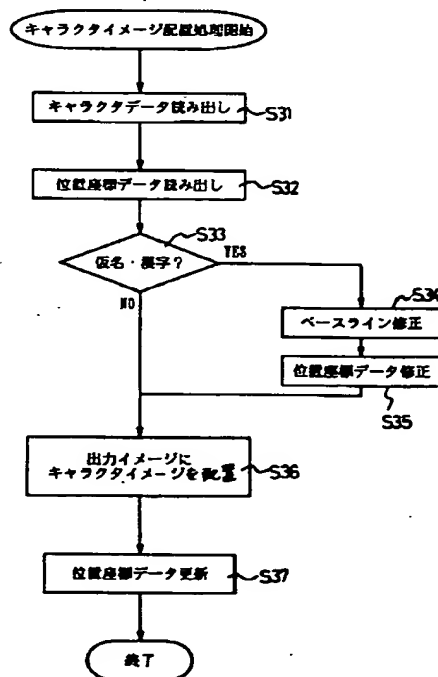 キャラクタイメージ配置処理開始
キャラクタデータ読み出し
S31
位置座標データ読み出し
S32
S33
仮名・漢字?
YES
NO
S34
ベースライン修正
位置座標データ修正
S35
出力イメージに
キャラクタイメージを配置
S36
位置座標データ更新
S37
終了